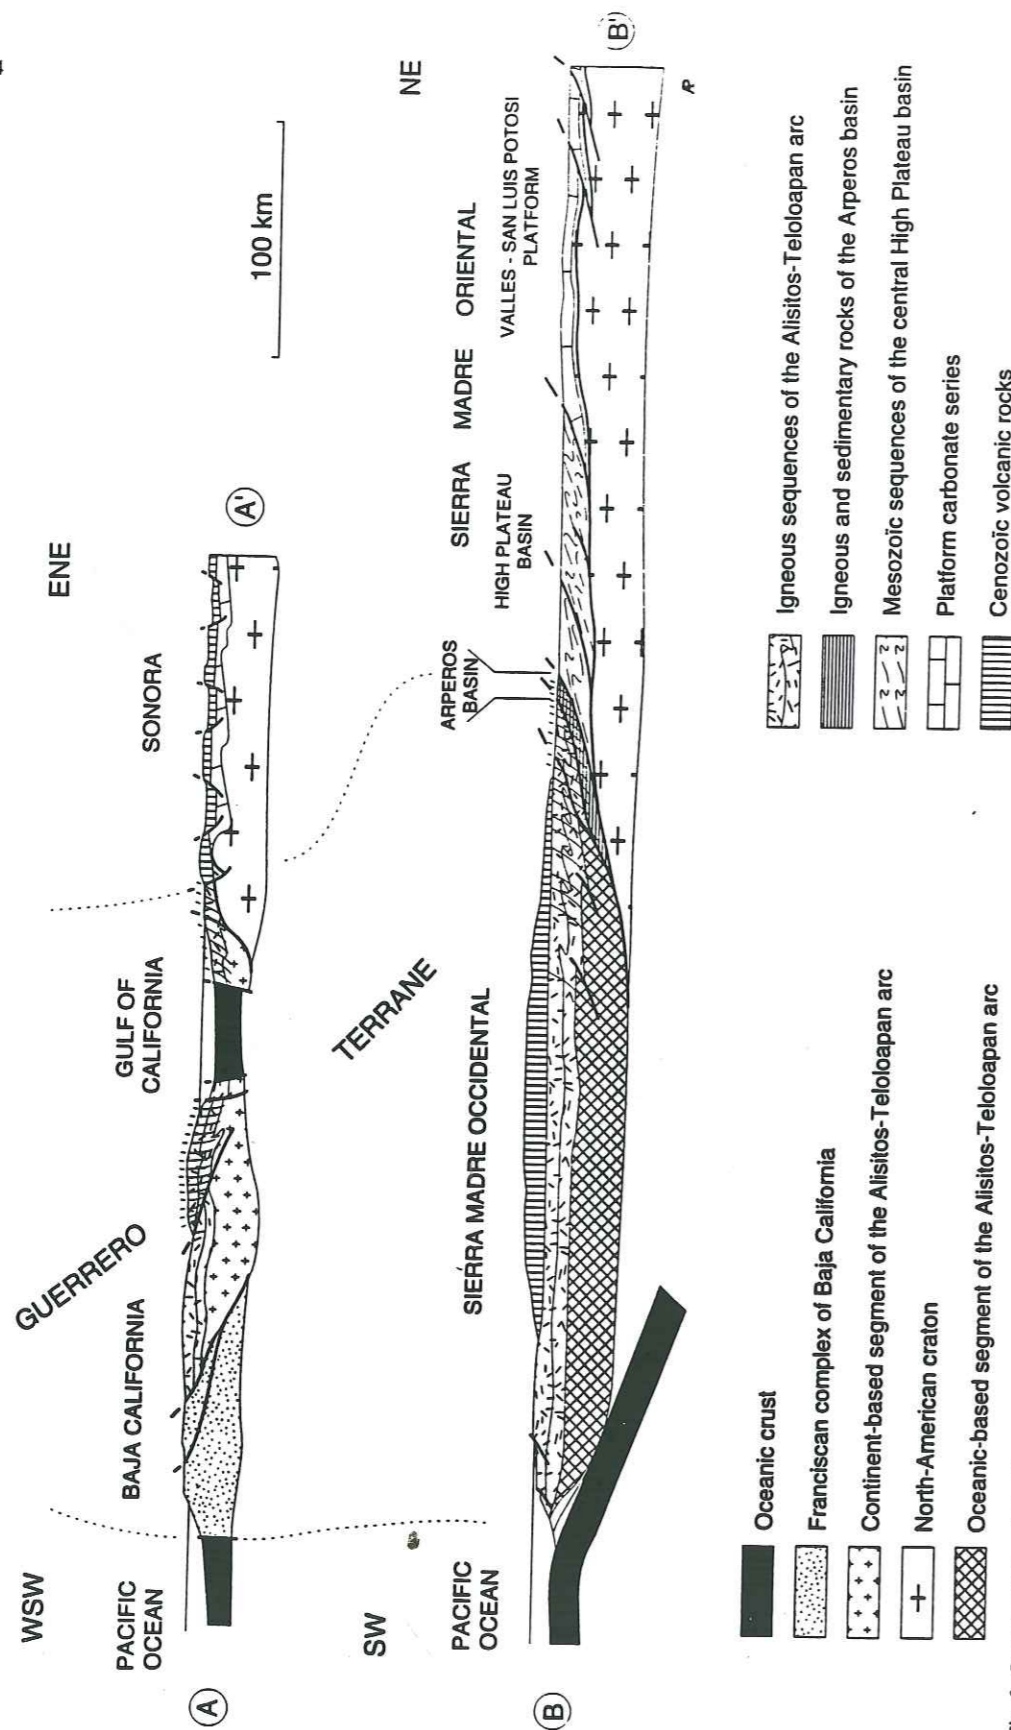 WSW
ENE
PACIFIC
OCEAN
BAJA CALIFORNIA
GULF OF
CALIFORNIA
SONORA
A
A'
GUERRERO
TERRANE
100 km
SW
NE
PACIFIC
OCEAN
SIERRA MADRE OCCIDENTAL
ARPEROS
BASIN
SIERRA MADRE ORIENTAL
HIGH PLATEAU
BASIN
VALLES - SAN LUIS POTOSI
PLATFORM
B
B'
Oceanic crust
Franciscan complex of Baja California
Continent-based segment of the Alisitos-Teloloapan arc
North-American craton
Oceanic-based segment of the Alisitos-Teloloapan arc
Igneous sequences of the Alisitos-Teloloapan arc
Igneous and sedimentary rocks of the Arperos basin
Mesozoic sequences of the central High Plateau basin
Platform carbonate series
Cenozoic volcanic rocks